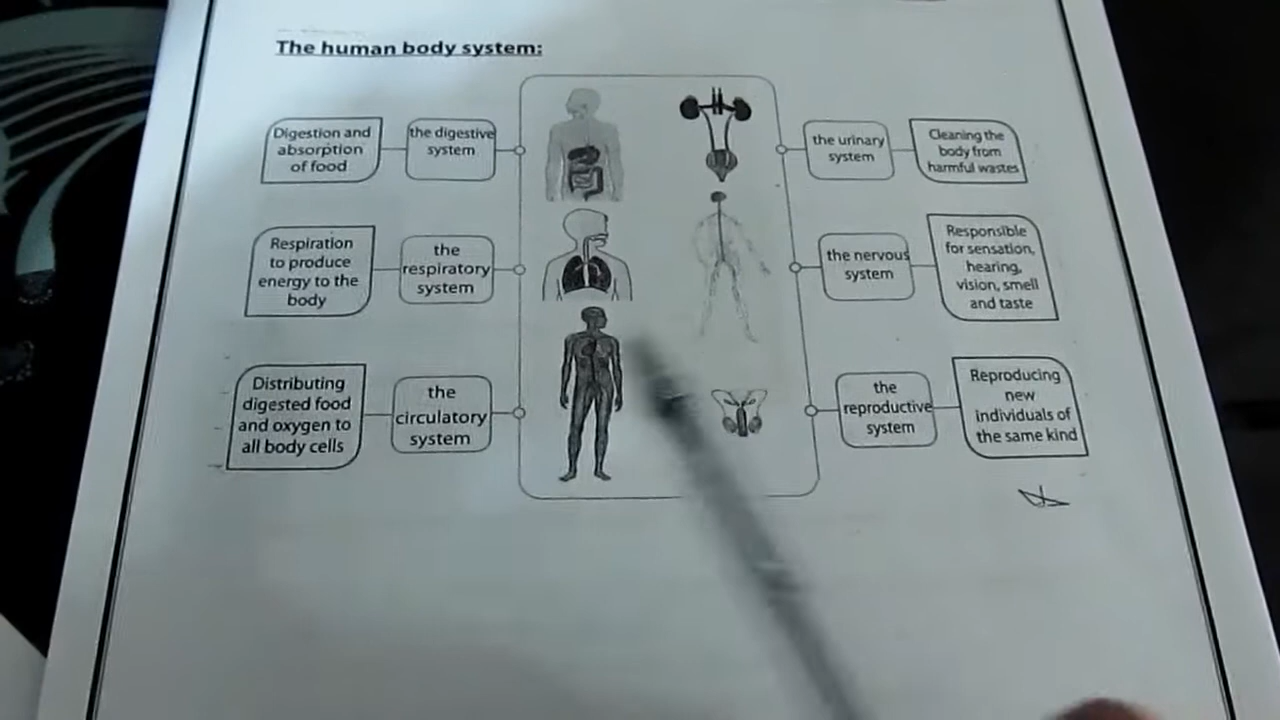 The human body system:
Digestion and
absorption
of food
the digestive
system
the urinary
system
Cleaning the
body from
harmful wastes
Respiration
to produce
energy to the
body
the
respiratory
system
the nervous
system
Responsible
for sensation,
hearing,
vision, smell
and taste
Distributing
digested food
and oxygen to
all body cells
the
circulatory
system
the
reproductive
system
Reproducing
new
individuals of
the same kind